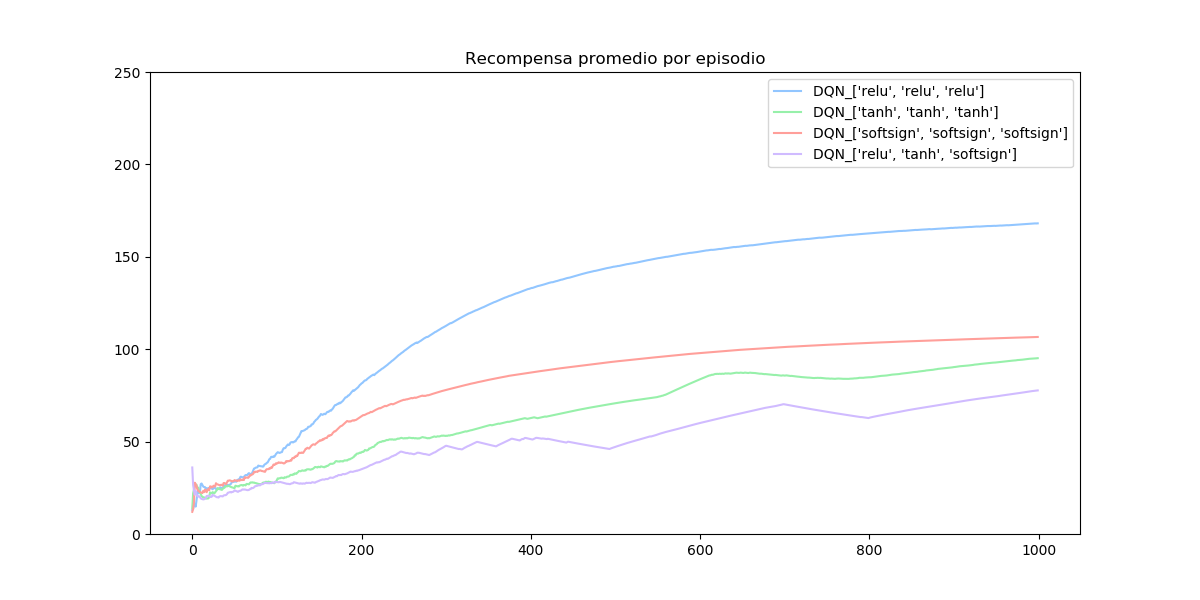 Recompensa promedio por episodio
DQN_['relu', 'relu', 'relu']
DQN_['tanh', 'tanh', 'tanh']
DQN_['softsign', 'softsign', 'softsign']
DQN_['relu', 'tanh', 'softsign']
250
200
150
100
50
0
0 200 400 600 800 1000